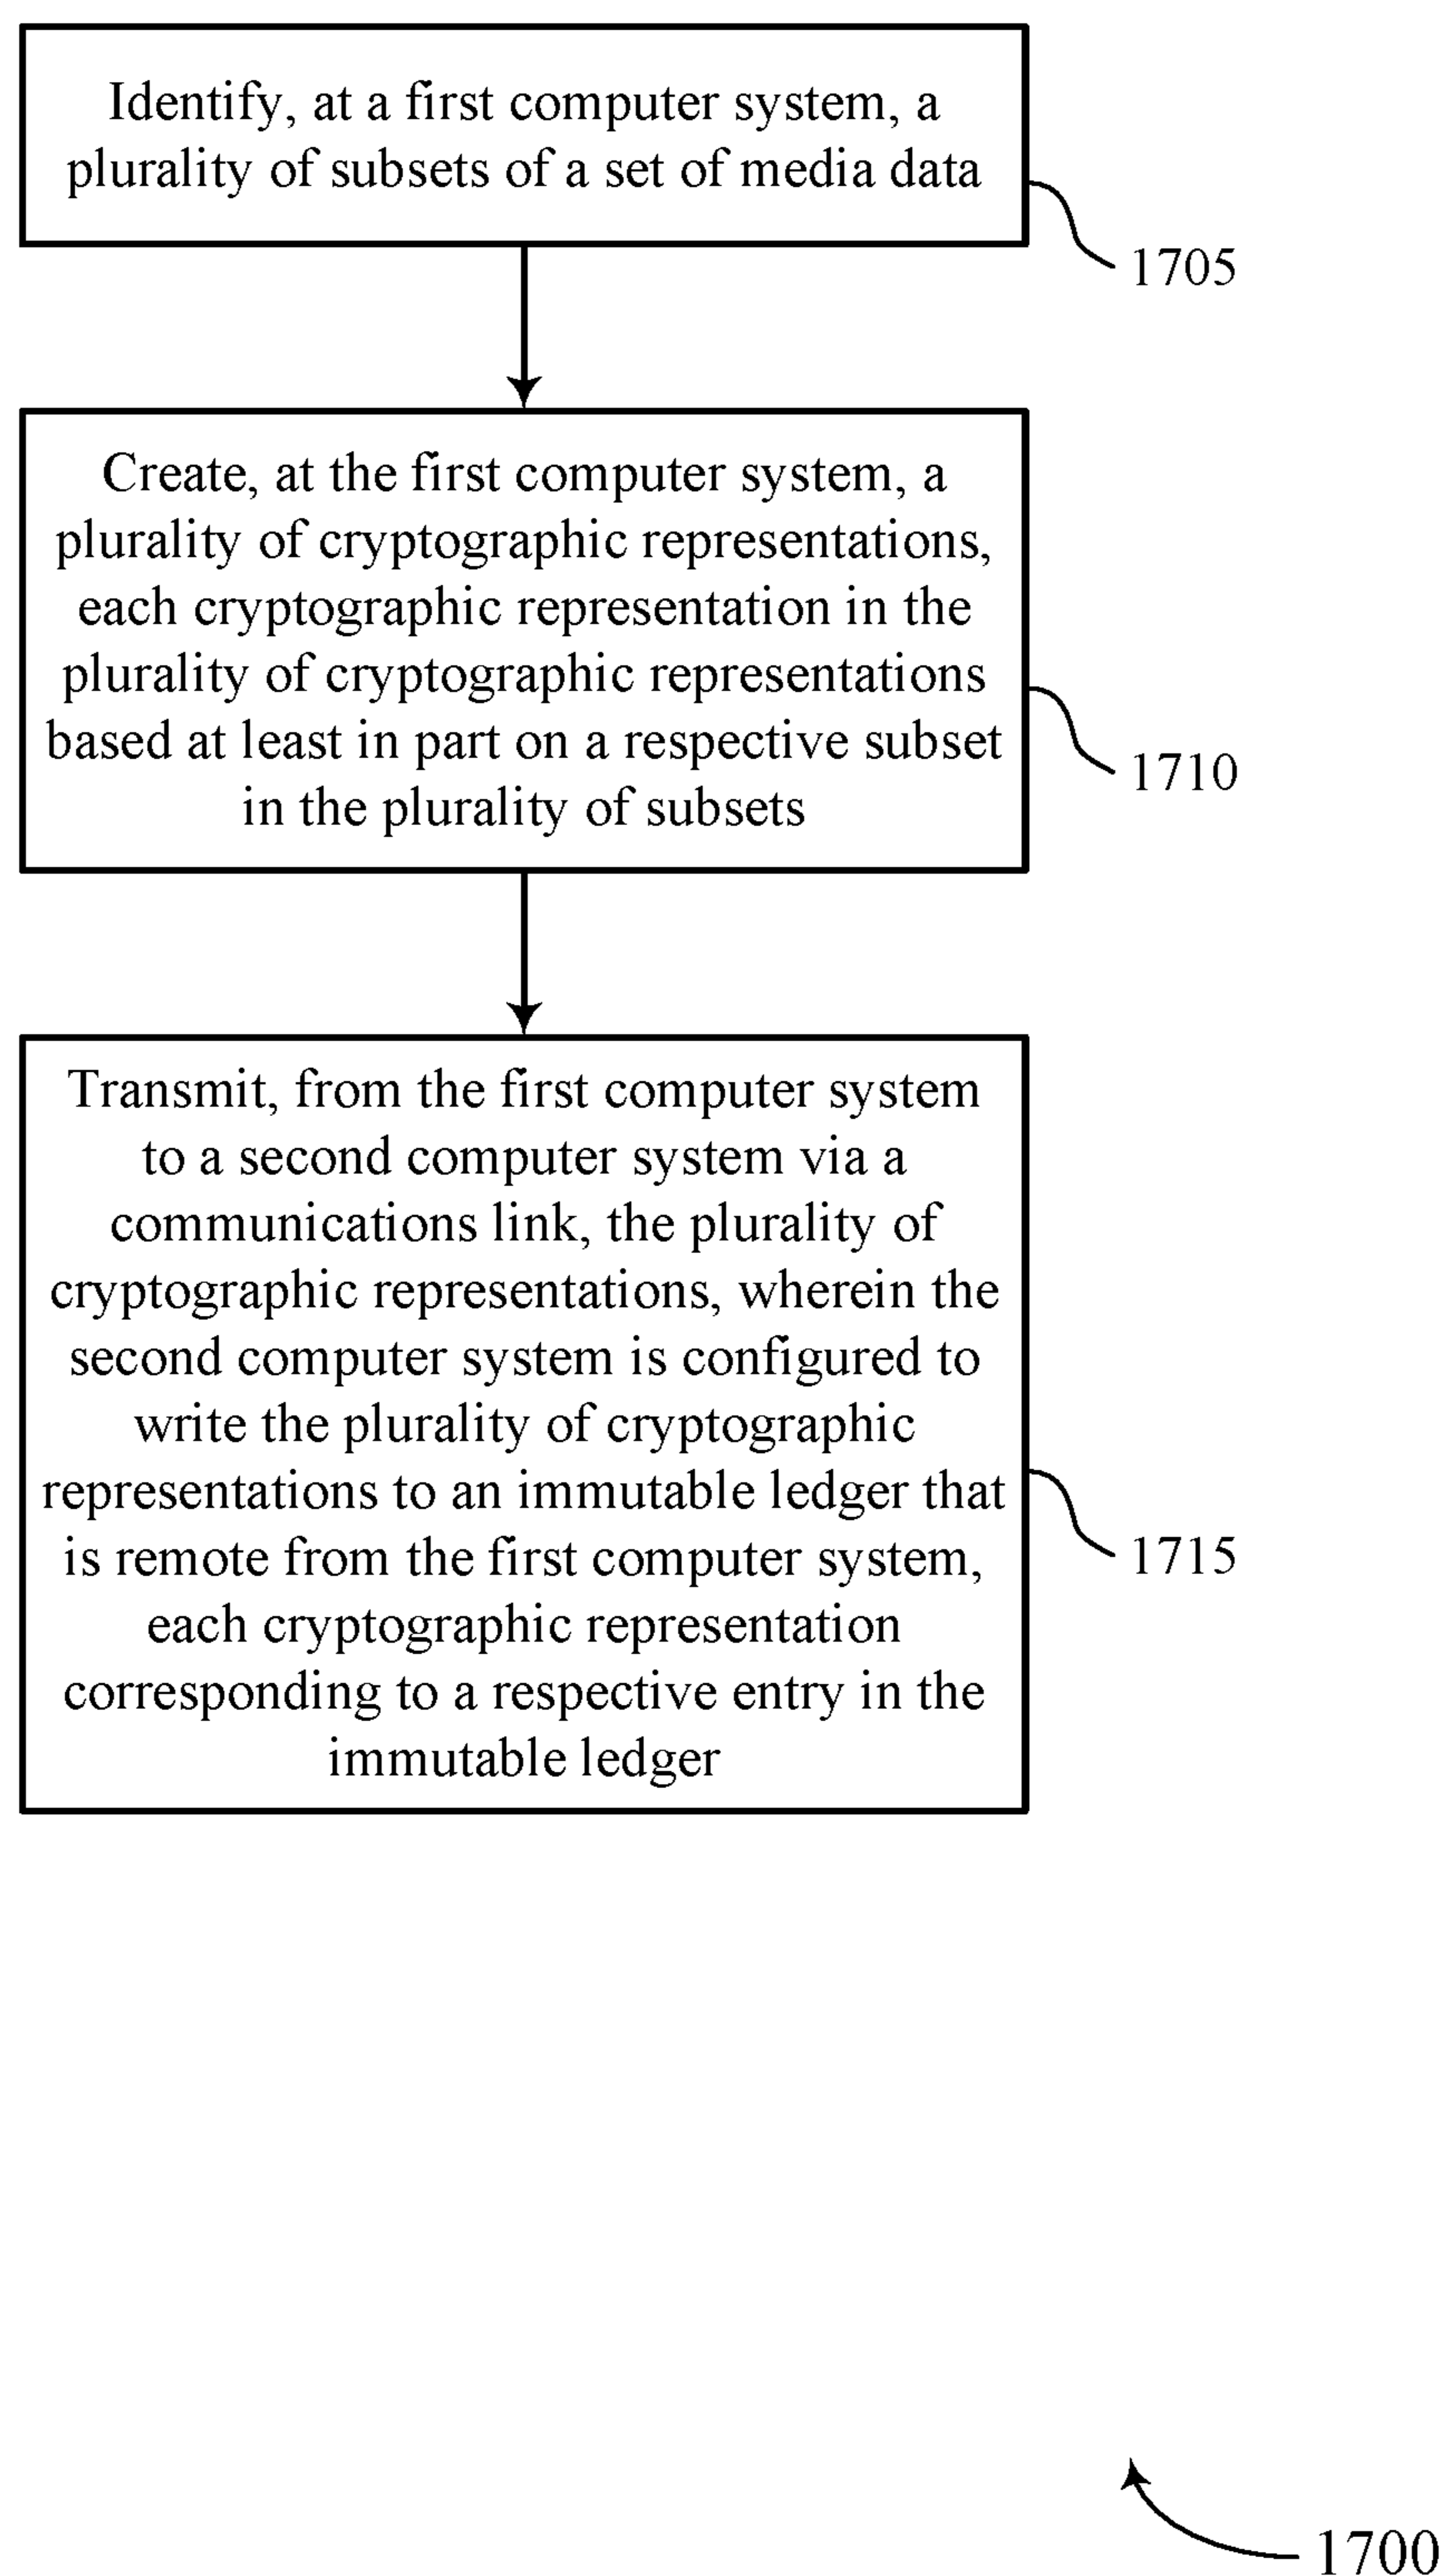 Identify, at a first computer system, a
plurality of subsets of a set of media data
1705
Create, at the first computer system, a
plurality of cryptographic representations,
each cryptographic representation in the
plurality of cryptographic representations
based at least in part on a respective subset
in the plurality of subsets
1710
Transmit, from the first computer system
to a second computer system via a
communications link, the plurality of
cryptographic representations, wherein the
second computer system is configured to
write the plurality of cryptographic
representations to an immutable ledger that
is remote from the first computer system,
each cryptographic representation
corresponding to a respective entry in the
immutable ledger
1715
1700